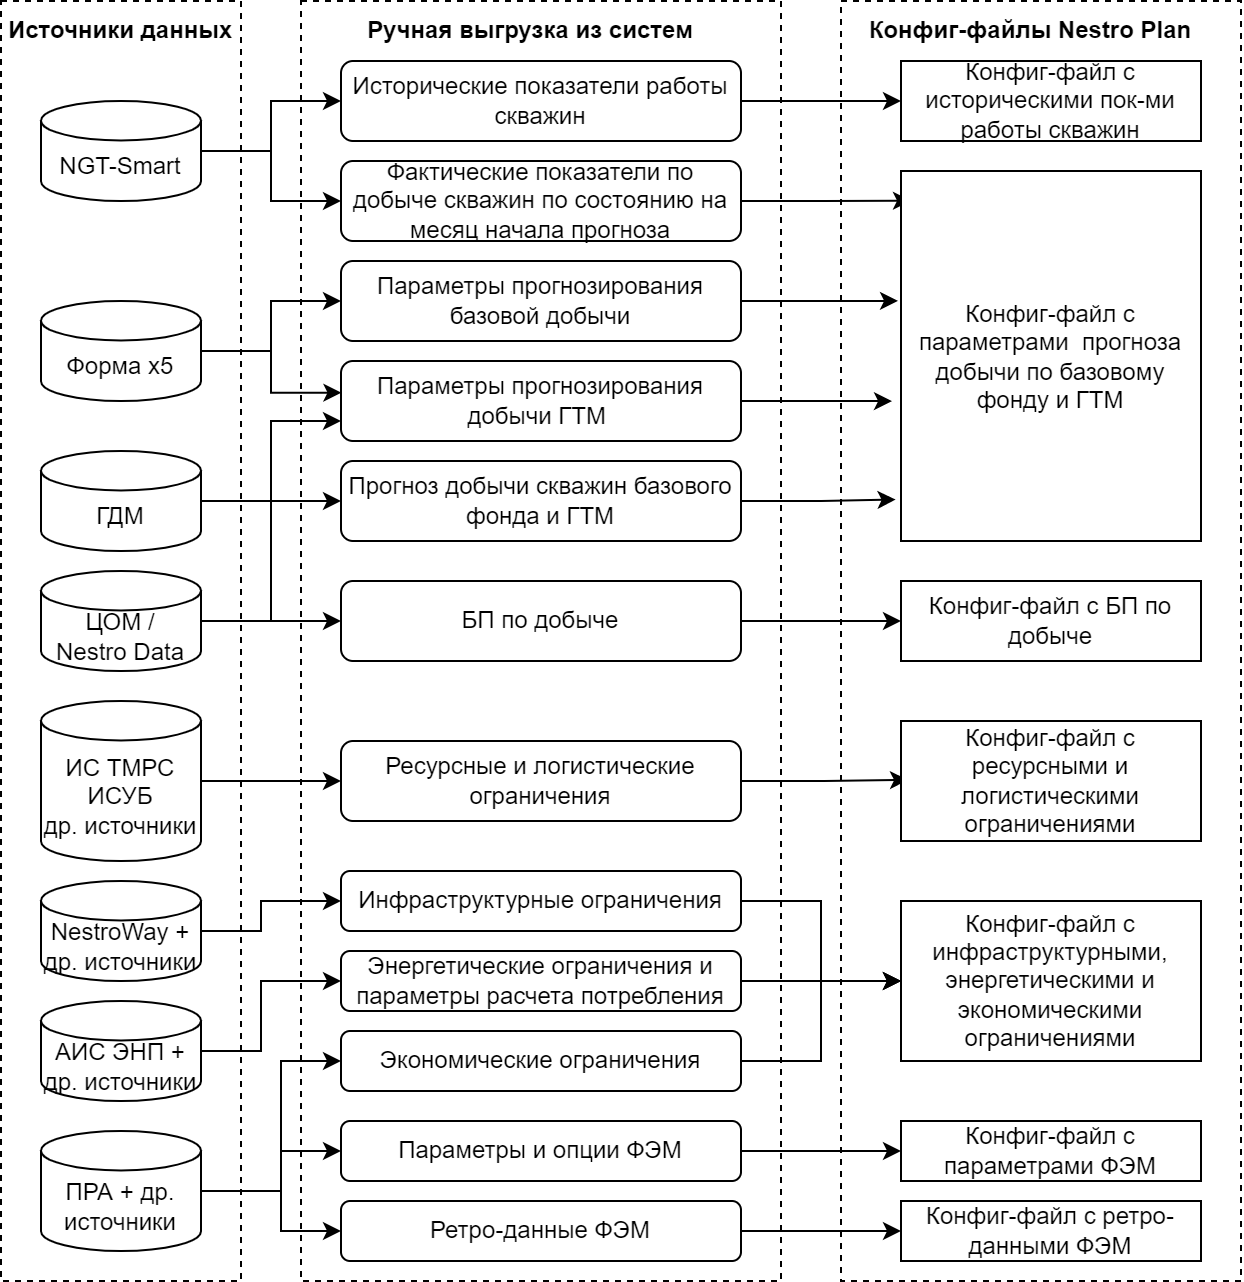 Источники данных
NGT-Smart
Форма x5
ГДМ
ЦОМ /
Nestro Data
ИС ТМРС
ИСУБ
др. источники
NestroWay +
др. источники
АИС ЭНП +
др. источники
ПРА + др.
источники
Ручная выгрузка из систем
Исторические показатели работы
скважин
Фактические показатели по
добыче скважин по состоянию на
месяц начала прогноза
Параметры прогнозирования
базовой добычи
Параметры прогнозирования
добычи ГТМ
Прогноз добычи скважин базового
фонда и ГТМ
БП по добыче
Ресурсные и логистические
ограничения
Инфраструктурные ограничения
Энергетические ограничения и
параметры расчета потребления
Экономические ограничения
Параметры и опции ФЭМ
Ретро-данные ФЭМ
Конфиг-файлы Nestro Plan
Конфиг-файл с
историческими пок-ми
работы скважин
Конфиг-файл с
параметрами прогноза
добычи по базовому
фонду и ГТМ
Конфиг-файл с БП по
добыче
Конфиг-файл с
ресурсными и
логистическими
ограничениями
Конфиг-файл с
инфраструктурными,
энергетическими и
экономическими
ограничениями
Конфиг-файл с
параметрами ФЭМ
Конфиг-файл с ретро-
данными ФЭМ